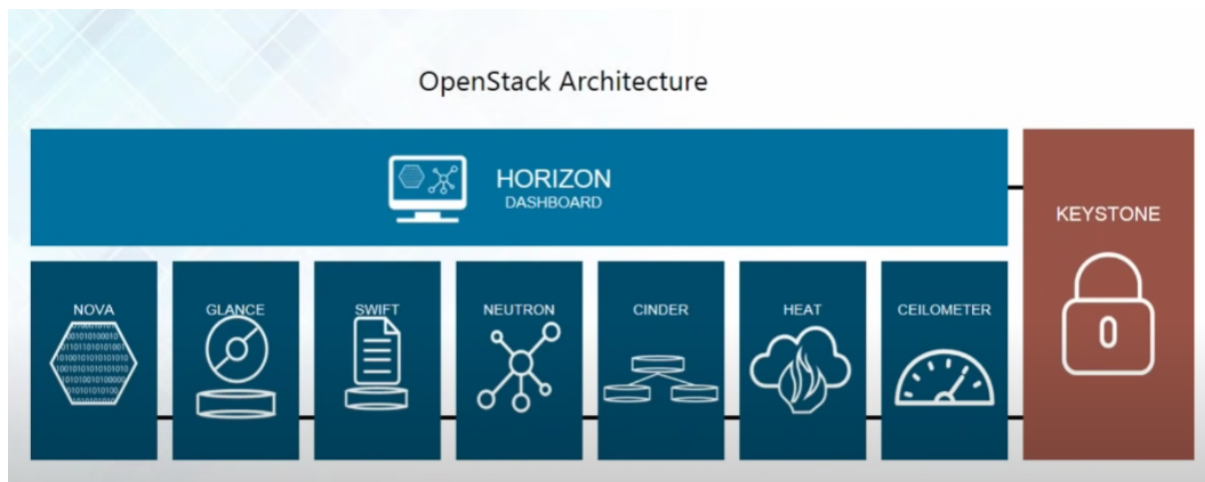 OpenStack Architecture
HORIZON
DASHBOARD
KEYSTONE
NOVA
GLANCE
SWIFT
NEUTRON
CINDER
HEAT
CEILOMETER